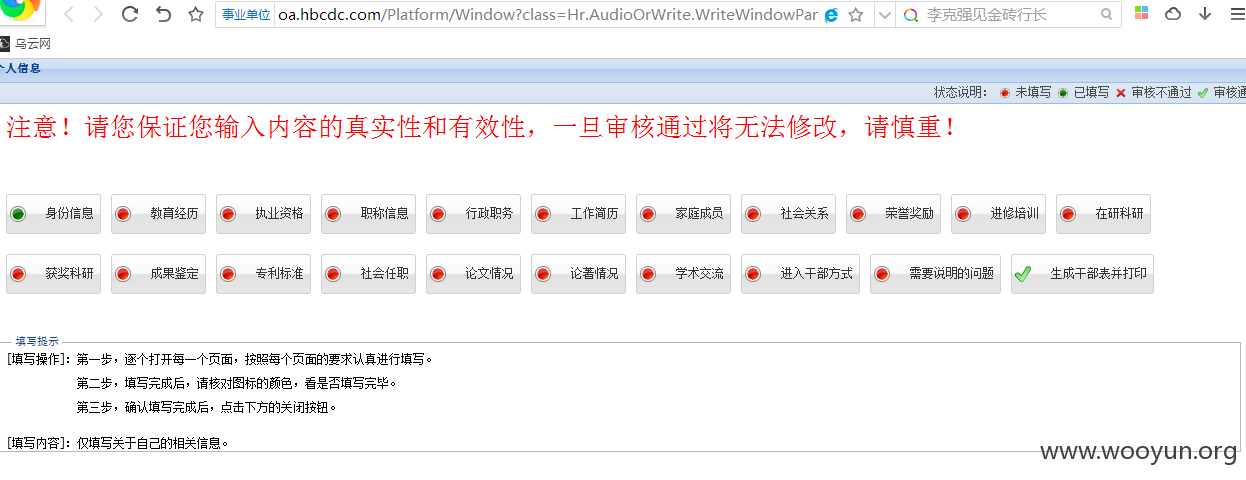 事业单位 oa.hbcdc.com/Platform/Window?class=Hr.AudioOrWrite.WriteWindowPar 李克强见金砖行长
乌云网
个人信息
状态说明： 未填写 已填写 审核不通过 审核通
注意！请您保证您输入内容的真实性和有效性，一旦审核通过将无法修改，请慎重！
身份信息 教育经历 执业资格 职称信息 行政职务 工作简历 家庭成员 社会关系 荣誉奖励 进修培训 在研科研
获奖科研 成果鉴定 专利标准 社会任职 论文情况 论著情况 学术交流 进入干部方式 需要说明的问题 生成干部表并打印
填写提示
[填写操作]：第一步，逐个打开每一个页面，按照每个页面的要求认真进行填写。
第二步，填写完成后，请核对图标的颜色，看是否填写完毕。
第三步，确认填写完成后，点击下方的关闭按钮。
[填写内容]：仅填写关于自己的相关信息。
www.wooyun.org